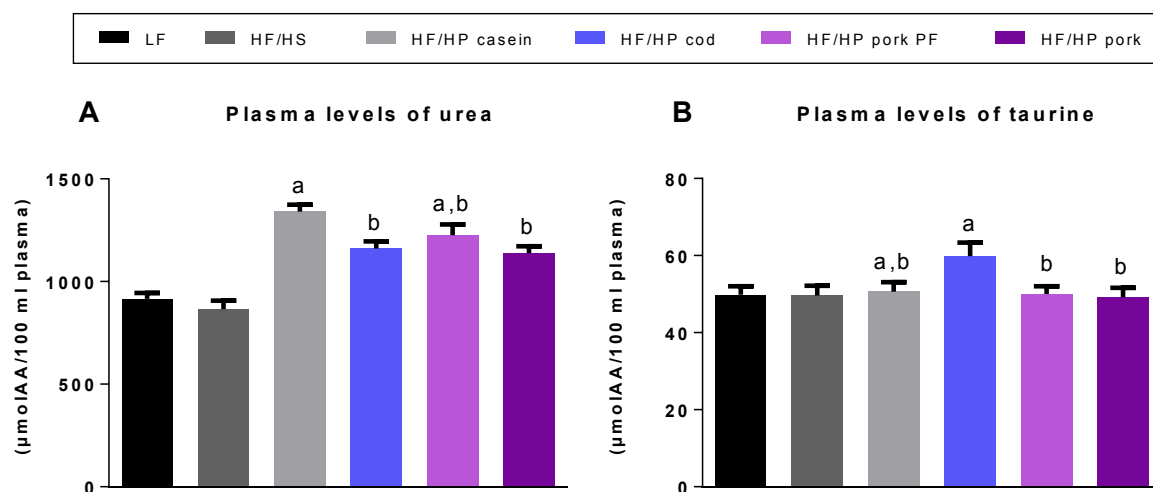 LF HF/HS HF/HP casein HF/HP cod HF/HP pork PF HF/HP pork
A Plasma levels of urea
(µmolAA/100 ml plasma)
1500
1000
500
0
a
b
a,b
b
B Plasma levels of taurine
(µmolAA/100 ml plasma)
80
60
40
20
0
a,b
a
b
b